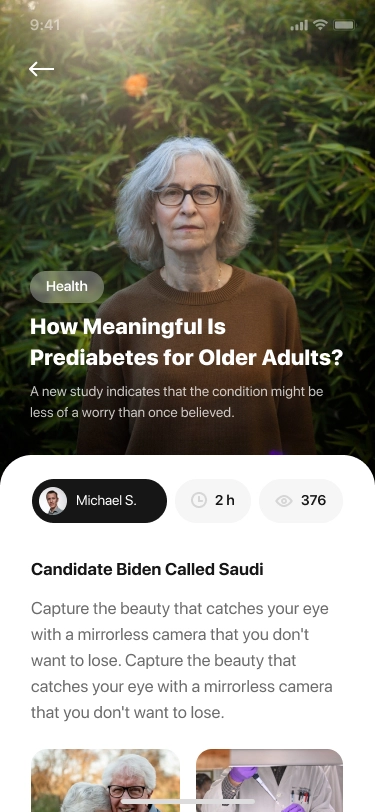 9:41
Health
How Meaningful Is
Prediabetes for Older Adults?
A new study indicates that the condition might be
less of a worry than once believed.
Michael S.
2 h
376
Candidate Biden Called Saudi
Capture the beauty that catches your eye
with a mirrorless camera that you don't
want to lose. Capture the beauty that
catches your eye with a mirrorless camera
that you don't want to lose.